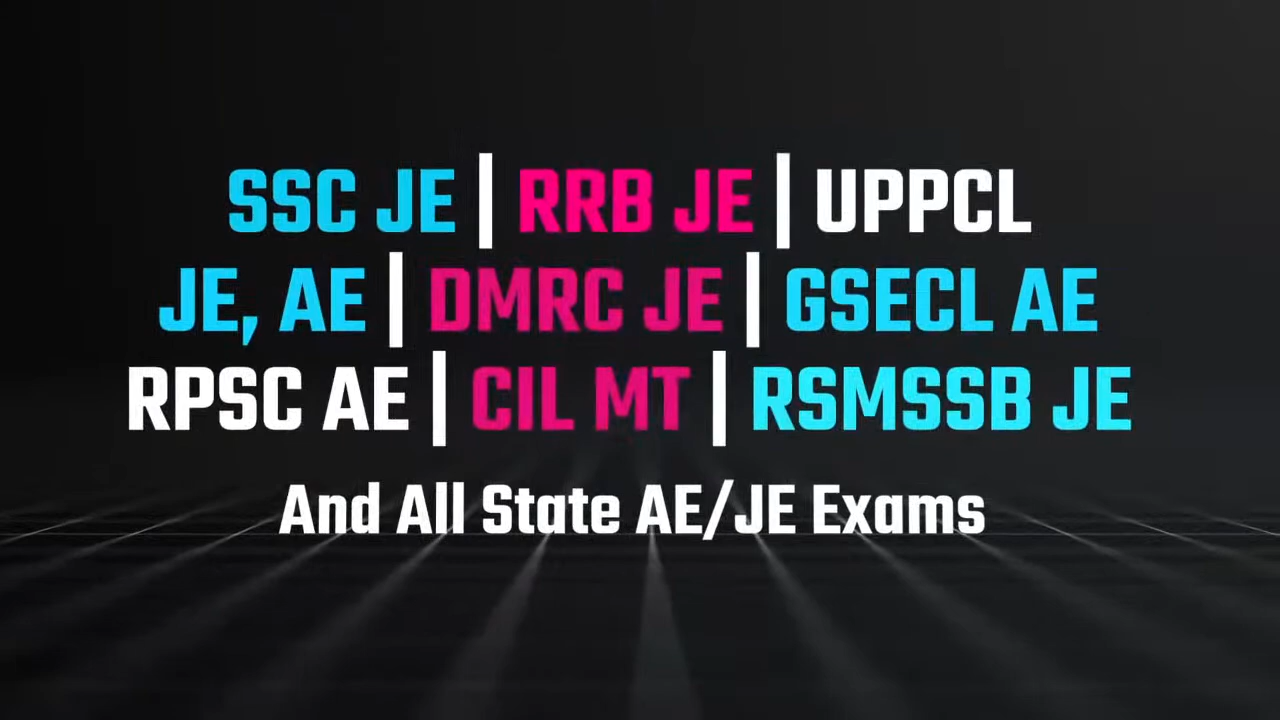 SSC JE | RRB JE | UPPCL
JE, AE | DMRC JE | GSECL AE
RPSC AE | CIL MT | RSMSSB JE
And All State AE/JE Exams